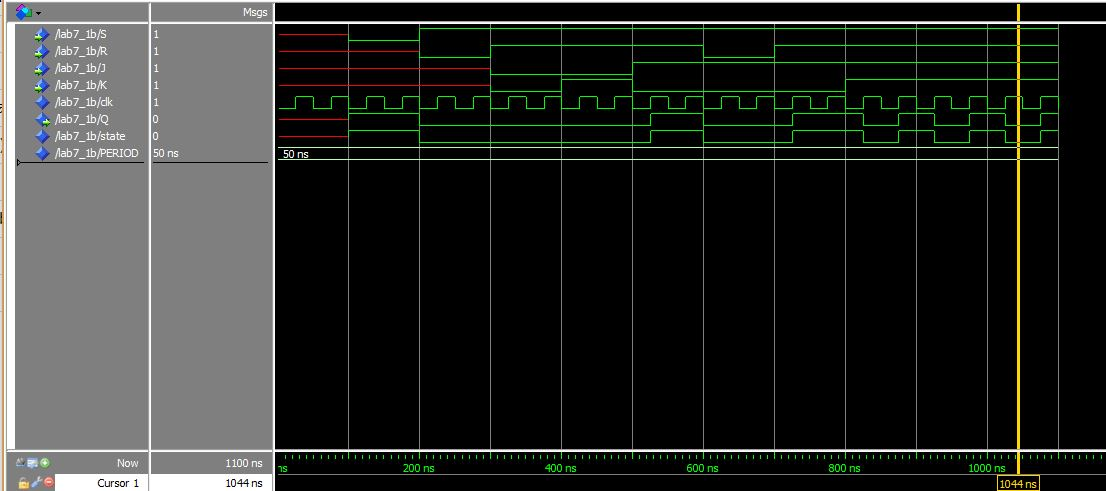 Msgs
/lab7_1b/S 1
/lab7_1b/R 1
/lab7_1b/J 1
/lab7_1b/K 1
/lab7_1b/clk 1
/lab7_1b/Q 0
/lab7_1b/state 0
/lab7_1b/PERIOD 50 ns 50 ns
Now 1100 ns ns 200 ns 400 ns 600 ns 800 ns 1000 ns
Cursor 1 1044 ns 1044 ns